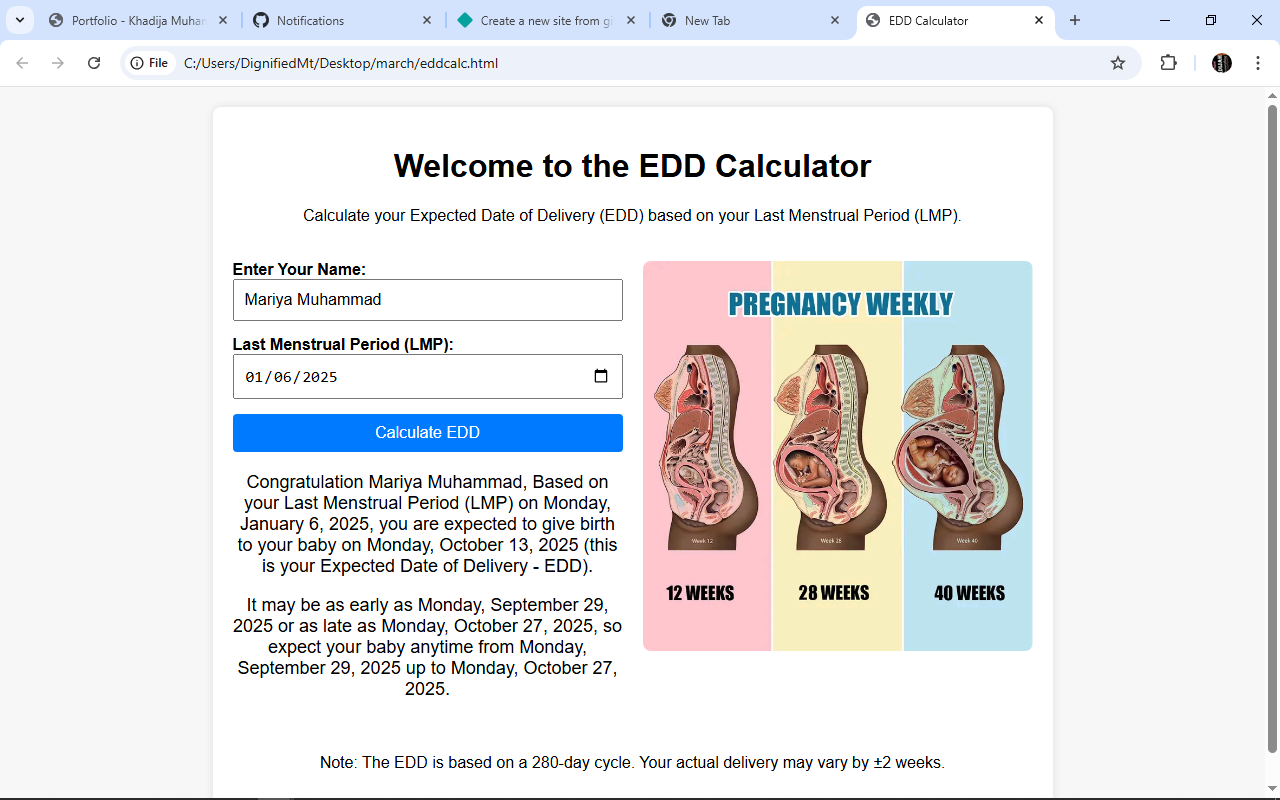 Portfolio - Khadija Muham
Notifications
Create a new site from gi
New Tab
EDD Calculator
File
C:/Users/DignifiedMt/Desktop/march/eddcalc.html
Welcome to the EDD Calculator
Calculate your Expected Date of Delivery (EDD) based on your Last Menstrual Period (LMP).
Enter Your Name:
Mariya Muhammad
Last Menstrual Period (LMP):
01/06/2025
Calculate EDD
Congratulation Mariya Muhammad, Based on
your Last Menstrual Period (LMP) on Monday,
January 6, 2025, you are expected to give birth
to your baby on Monday, October 13, 2025 (this
is your Expected Date of Delivery - EDD).
It may be as early as Monday, September 29,
2025 or as late as Monday, October 27, 2025, so
expect your baby anytime from Monday,
September 29, 2025 up to Monday, October 27,
2025.
PREGNANCY WEEKLY
Week 12
Week 28
Week 40
12 WEEKS
28 WEEKS
40 WEEKS
Note: The EDD is based on a 280-day cycle. Your actual delivery may vary by ±2 weeks.